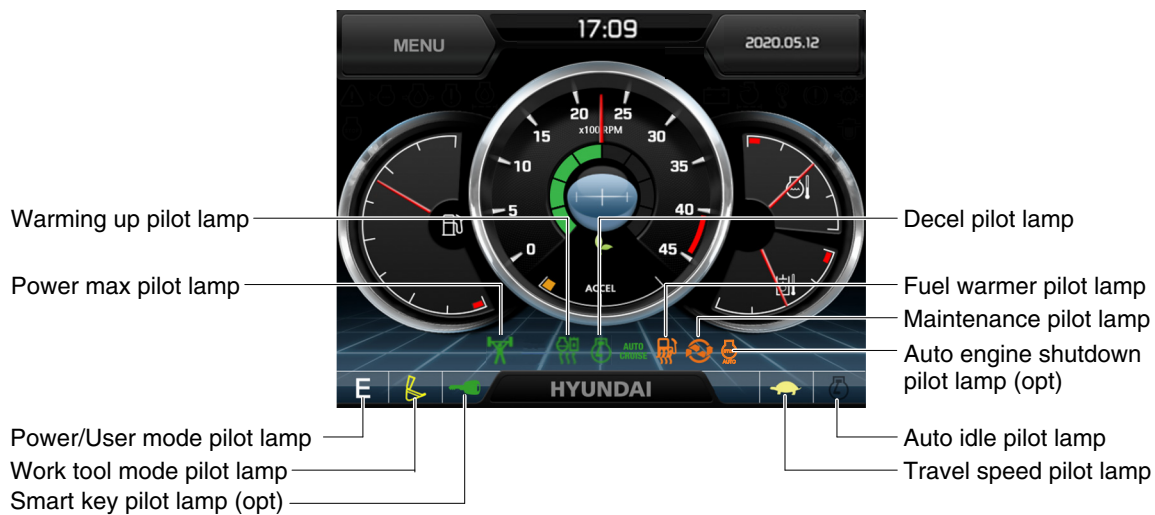 MENU
17:09
2020.05.12
20 25
x100 RPM
15
30
10
35
5
40
0
45
ACCEL
Warming up pilot lamp
Decel pilot lamp
Power max pilot lamp
Fuel warmer pilot lamp
Maintenance pilot lamp
AUTO
CRUISE
AUTO
Auto engine shutdown
pilot lamp (opt)
E
HYUNDAI
Power/User mode pilot lamp
Auto idle pilot lamp
Work tool mode pilot lamp
Travel speed pilot lamp
Smart key pilot lamp (opt)